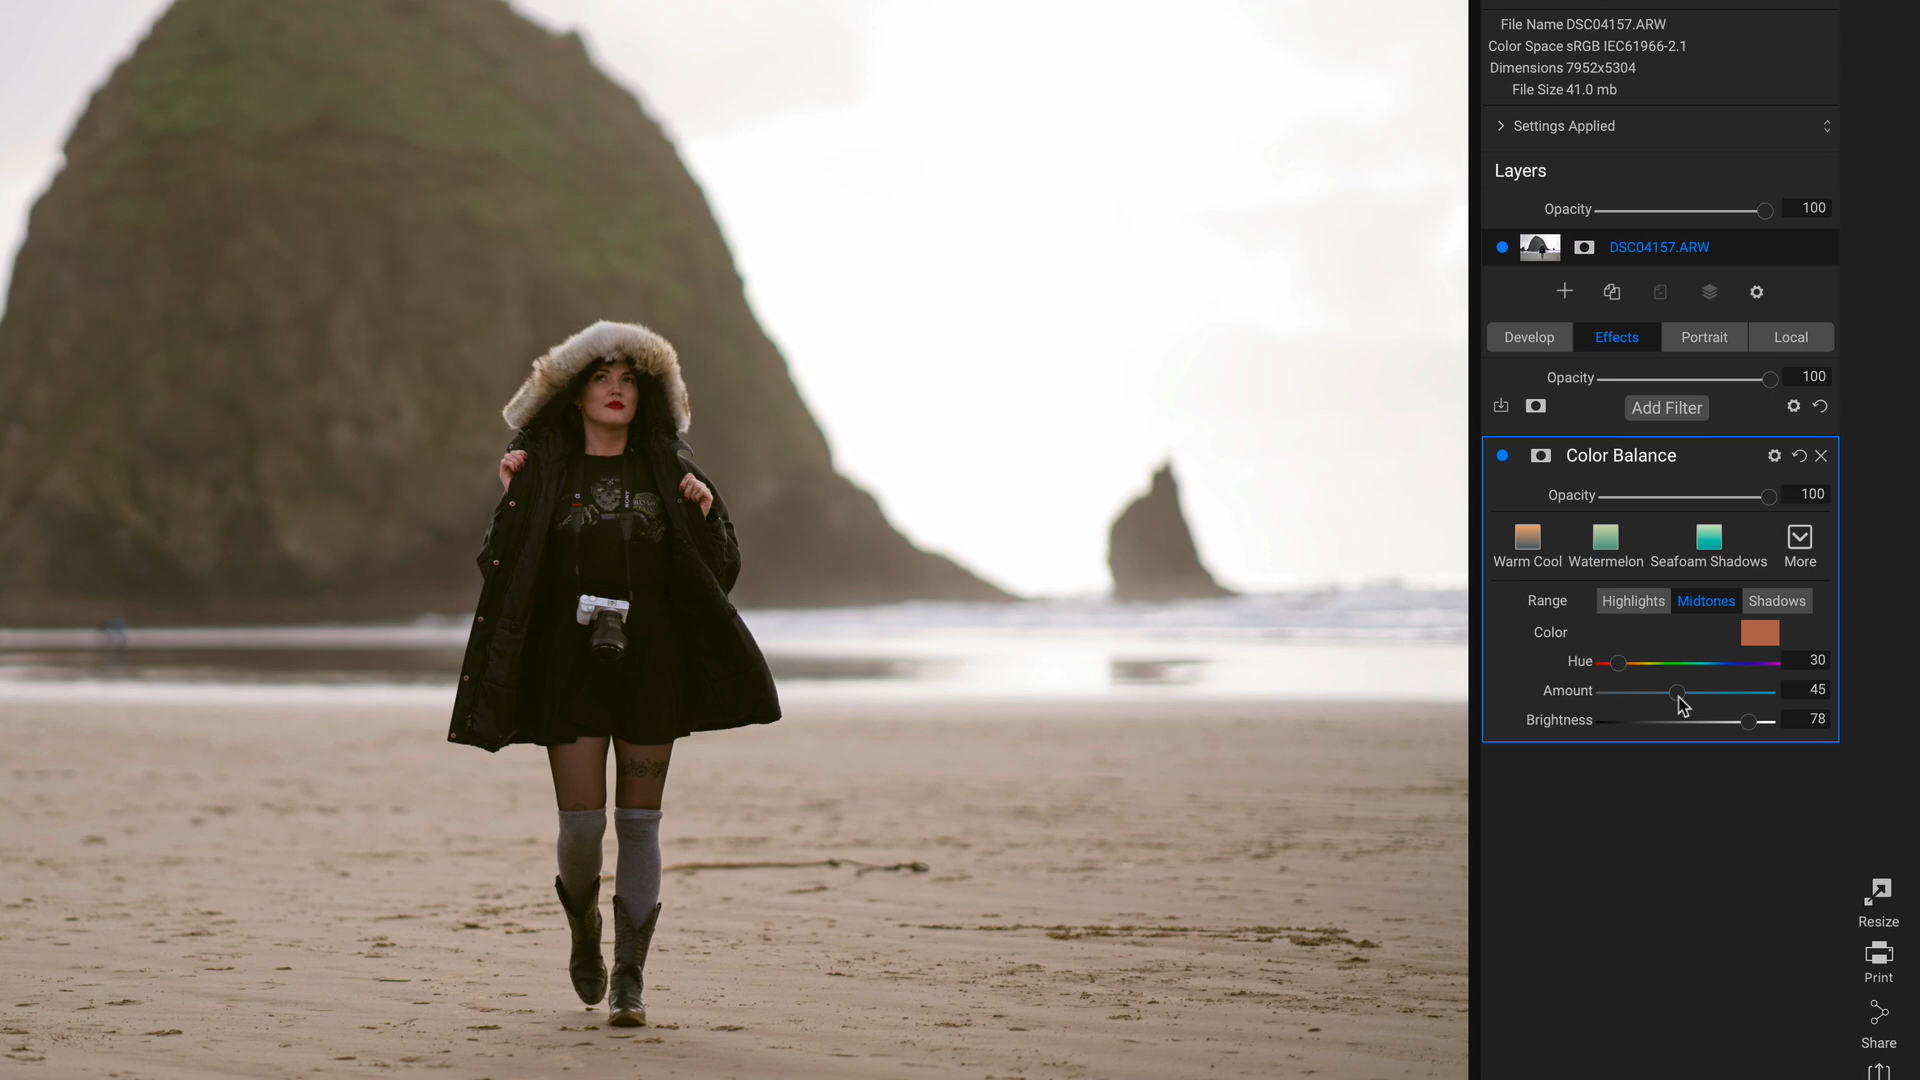 File Name DSC04157.ARW
Color Space sRGB IEC61966-2.1
Dimensions 7952x5304
File Size 41.0 mb
Settings Applied
Layers
Opacity 100
DSC04157.ARW
Develop Effects Portrait Local
Opacity 100
Add Filter
Color Balance
Opacity 100
Warm Cool Watermelon Seafoam Shadows More
Range Highlights Midtones Shadows
Color
Hue 30
Amount 45
Brightness 78
Resize
Print
Share
SONY